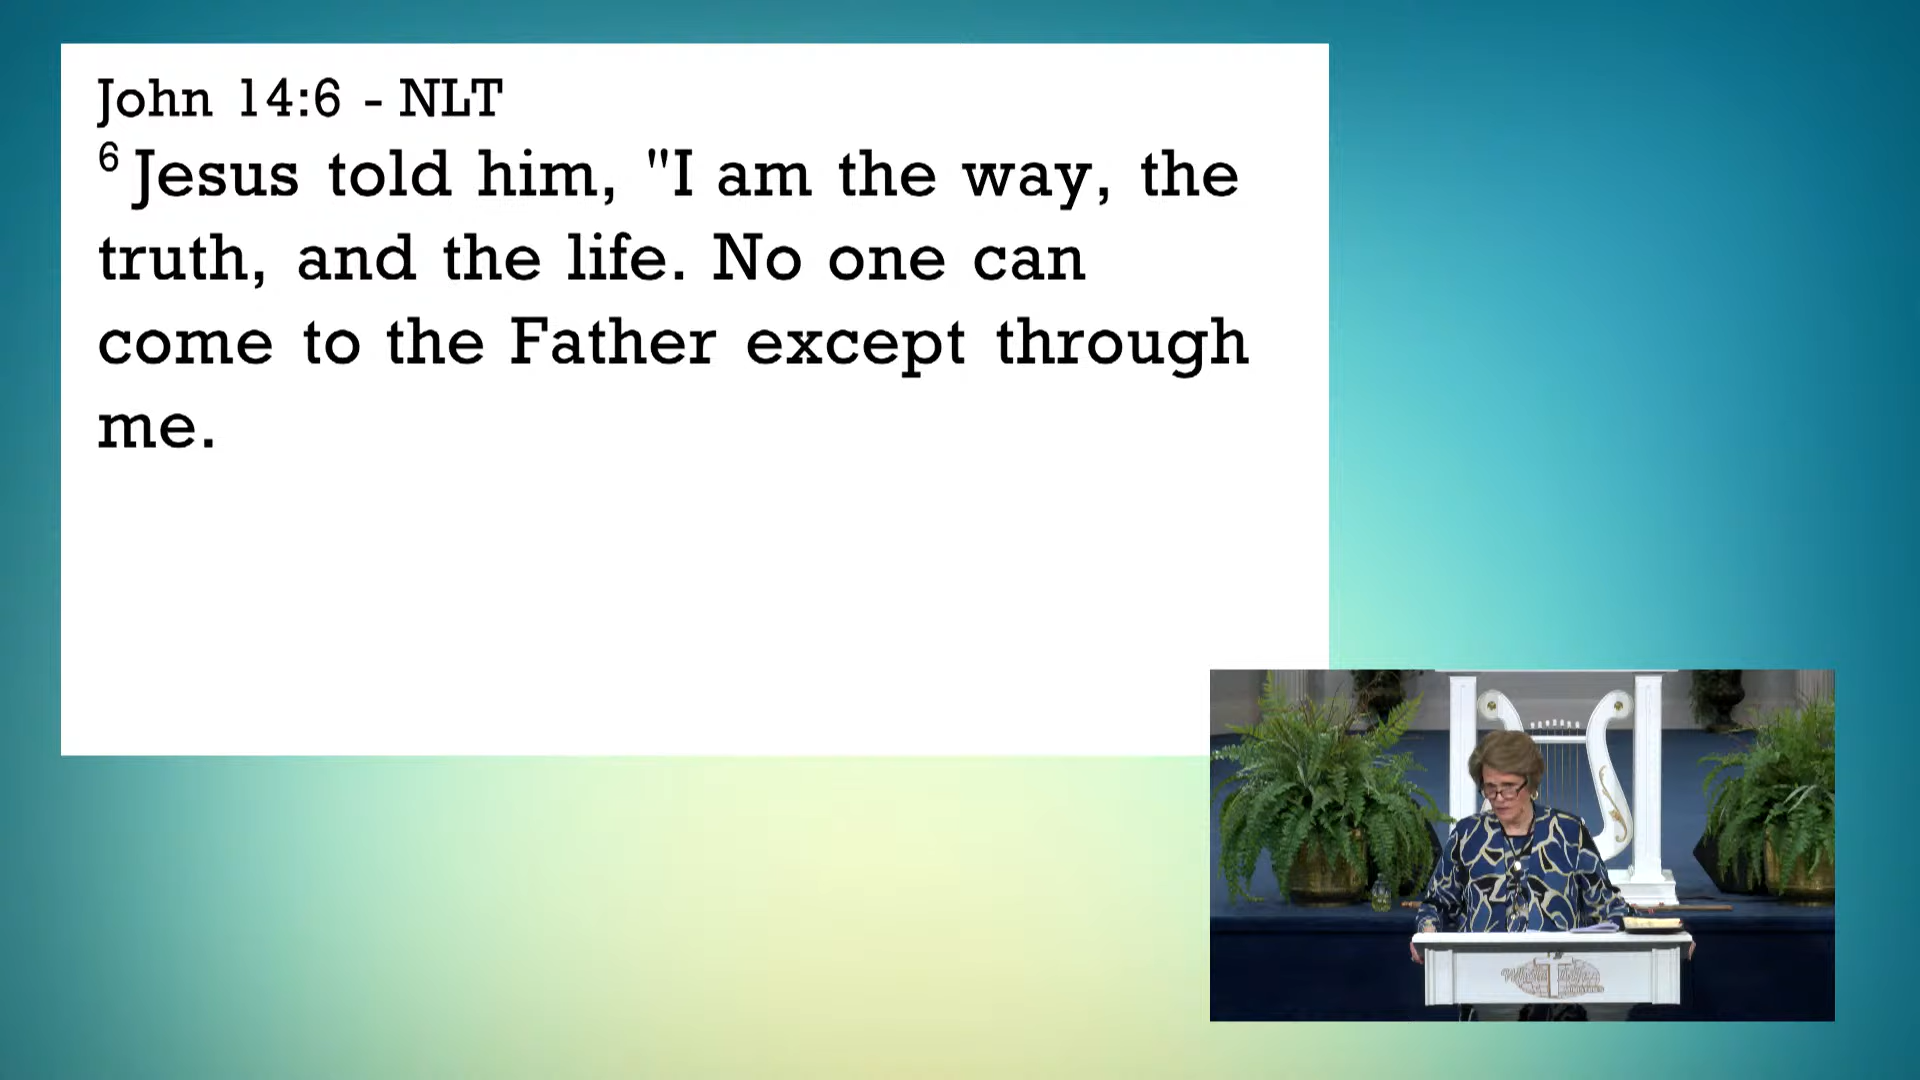 John 14:6 - NLT
6 Jesus told him, "I am the way, the
truth, and the life. No one can
come to the Father except through
me.